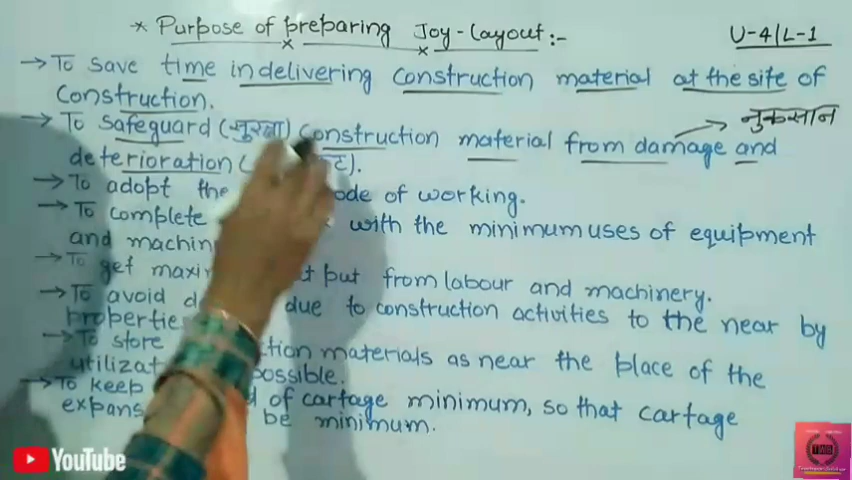 * Purpose of preparing Joy-Layout:-
U-4/L-1
→ To save time in delivering construction material at the site of
construction.
→ To safeguard (सुरक्षा) construction material from damage and → नुकसान
deterioration (
→ To adopt the ode of working.
→ To complete with the minimum uses of equipment
and machin
→ To get maxi t put from labour and machinery.
→ To avoid d due to construction activities to the near by
propertie
→ To store ction materials as near the place of the
utilizat possible.
→ To keep d of cartage minimum, so that cartage
expans be minimum.
YouTube
TWB